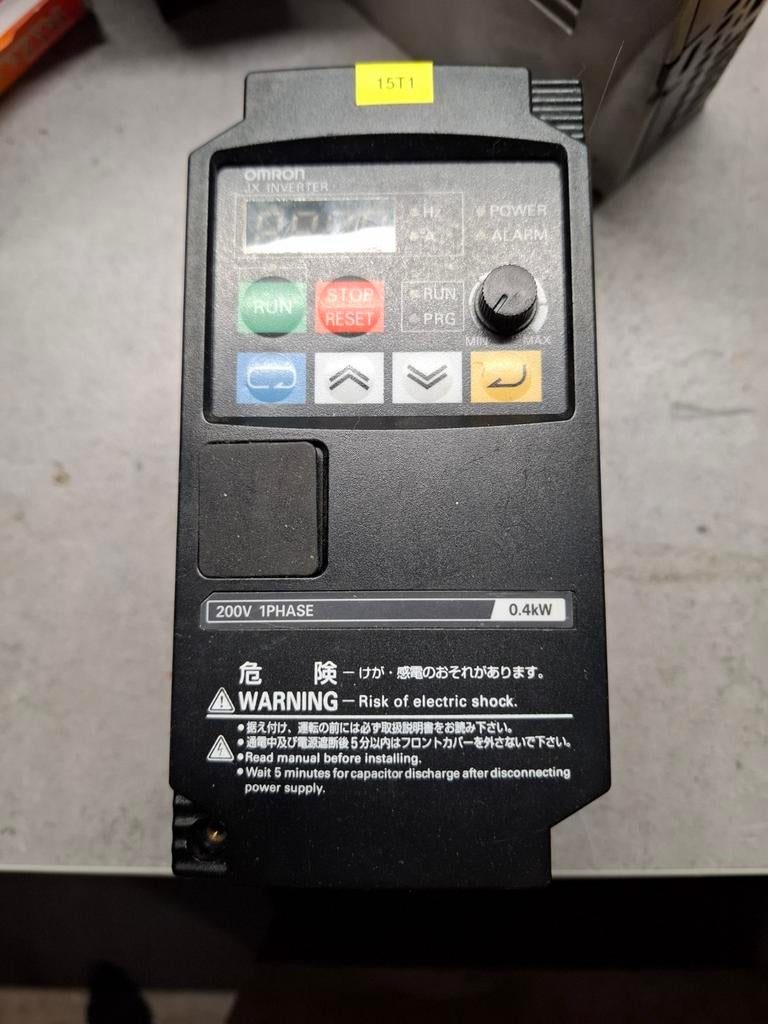 15T1
OMRON
JX INVERTER
Hz
POWER
A
ALARM
RUN
STOP
RESET
RUN
PRG
MIN
MAX
200V 1PHASE
0.4kW
危 険 – けが・感電のおそれがあります。
WARNING – Risk of electric shock.
• 据え付け、運転の前には必ず取扱説明書をお読み下さい。
• 通電中及び電源遮断後5分以内はフロントカバーを外さないで下さい。
• Read manual before installing.
• Wait 5 minutes for capacitor discharge after disconnecting
power supply.